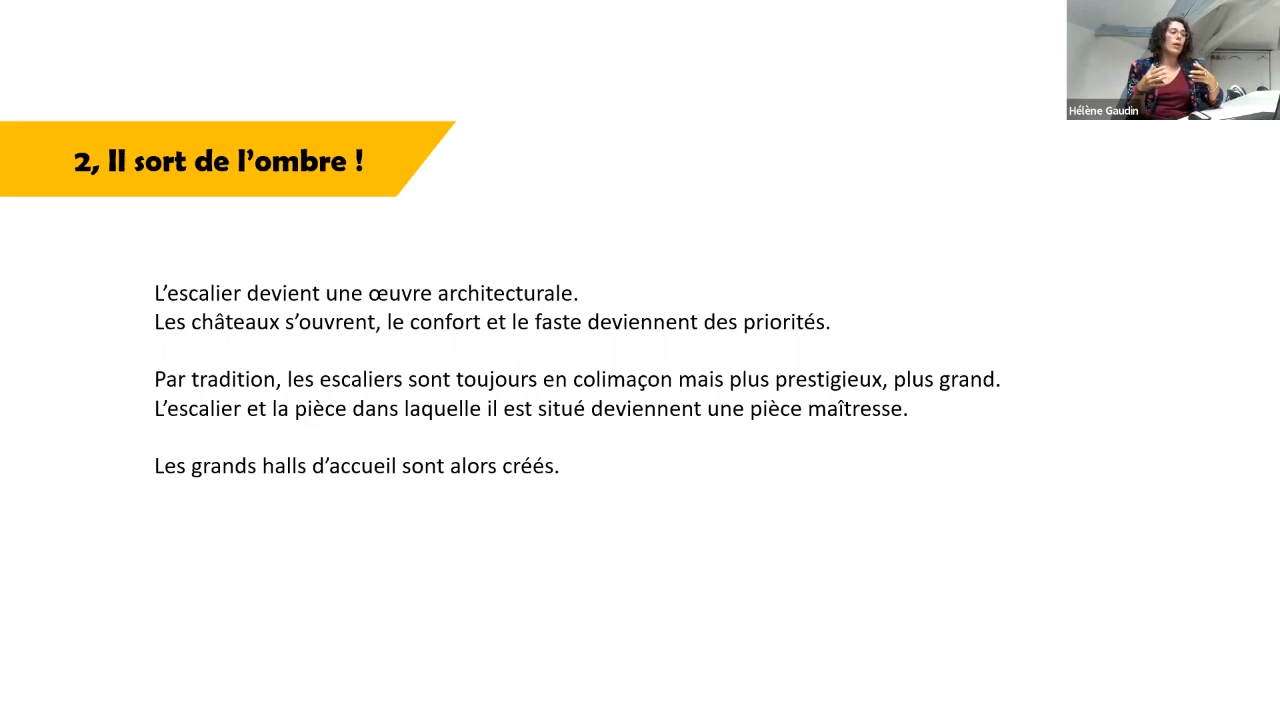 Hélène Gaudin
2, Il sort de l’ombre !
L’escalier devient une œuvre architecturale.
Les châteaux s’ouvrent, le confort et le faste deviennent des priorités.
Par tradition, les escaliers sont toujours en colimaçon mais plus prestigieux, plus grand.
L’escalier et la pièce dans laquelle il est situé deviennent une pièce maîtresse.
Les grands halls d’accueil sont alors créés.